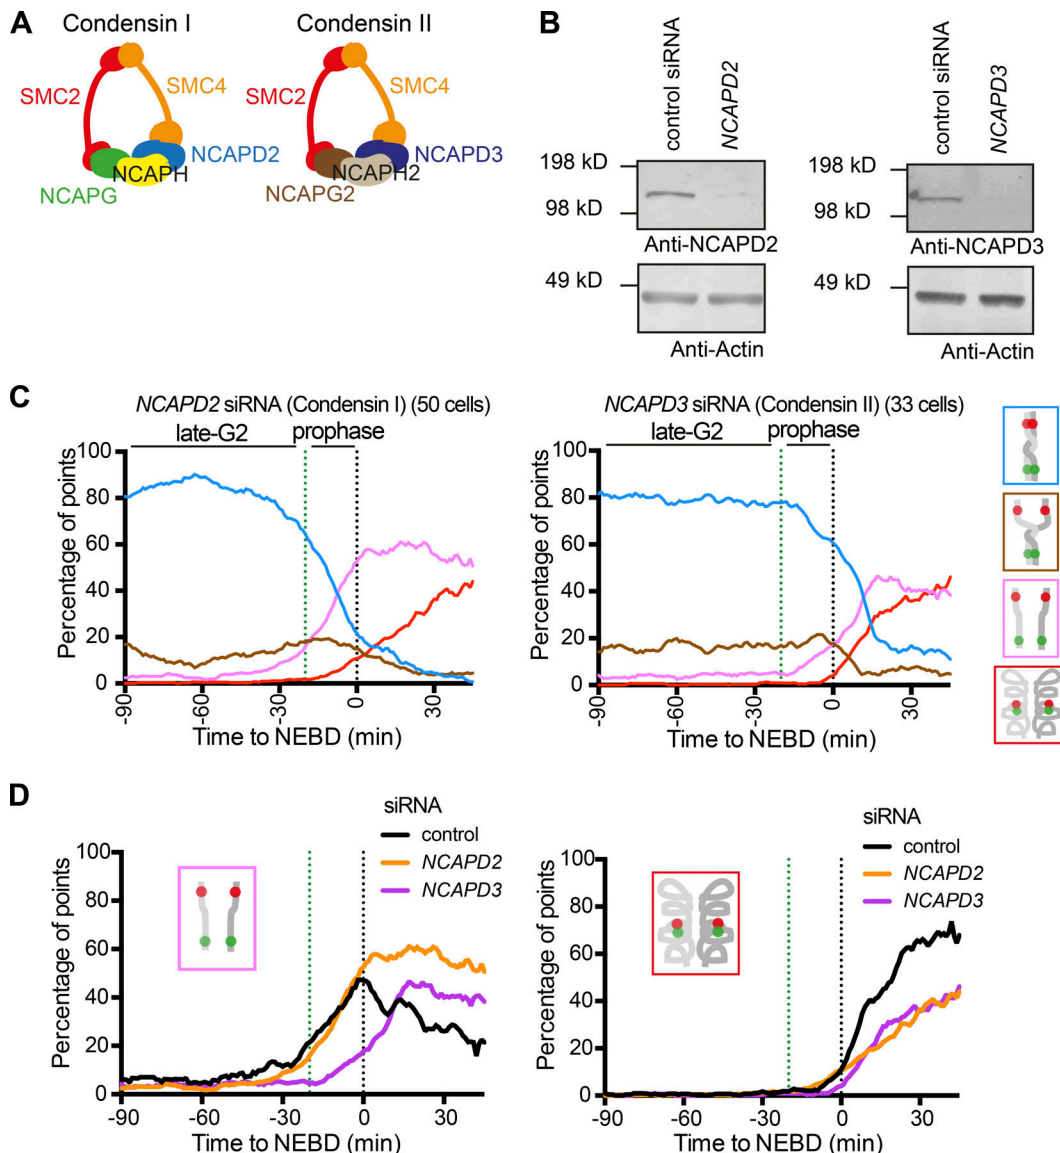 A
Condensin I
Condensin II
SMC2
SMC4
NCAPD2
NCAPH
NCAPG
SMC2
SMC4
NCAPD3
NCAPH2
NCAPG2
B
control siRNA
NCAPD2
198 kD
98 kD
Anti-NCAPD2
49 kD
Anti-Actin
control siRNA
NCAPD3
198 kD
98 kD
Anti-NCAPD3
49 kD
Anti-Actin
C
NCAPD2 siRNA (Condensin I) (50 cells)
late-G2
prophase
Percentage of points
100
80
60
40
20
0
-90
-60
-30
0
30
Time to NEBD (min)
NCAPD3 siRNA (Condensin II) (33 cells)
late-G2
prophase
Percentage of points
100
80
60
40
20
0
-90
-60
-30
0
30
Time to NEBD (min)
D
siRNA
control
NCAPD2
NCAPD3
Percentage of points
100
80
60
40
20
0
-90
-60
-30
0
30
Time to NEBD (min)
siRNA
control
NCAPD2
NCAPD3
Percentage of points
100
80
60
40
20
0
-90
-60
-30
0
30
Time to NEBD (min)